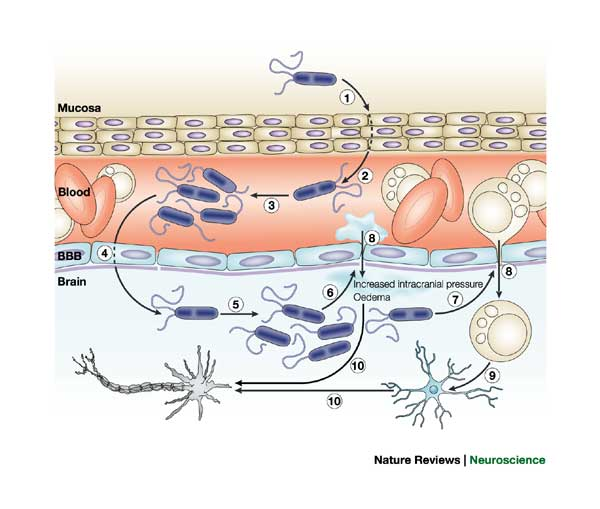 1
Mucosa
2
Blood
3
8
4
BBB
8
Brain
Increased intracranial pressure
Oedema
5
6
7
9
10
10
Nature Reviews | Neuroscience